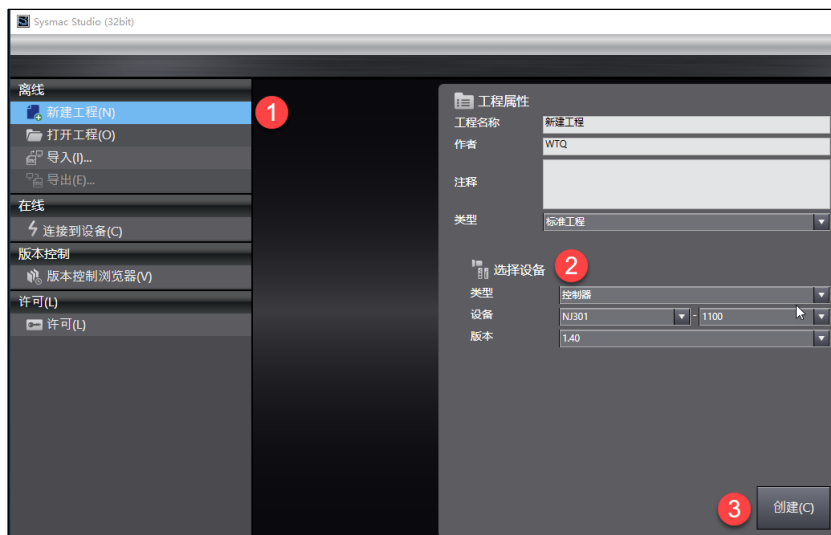 Sysmac Studio (32bit)
离线
新建工程(N)
1
打开工程(O)
导入(I)...
导出(E)...
在线
连接到设备(C)
版本控制
版本控制浏览器(V)
许可(L)
许可(L)
工程属性
工程名称 新建工程
作者 WTQ
注释
类型 标准工程
选择设备 2
类型 控制器
设备 NJ301 - 1100
版本 1.40
3 创建(C)